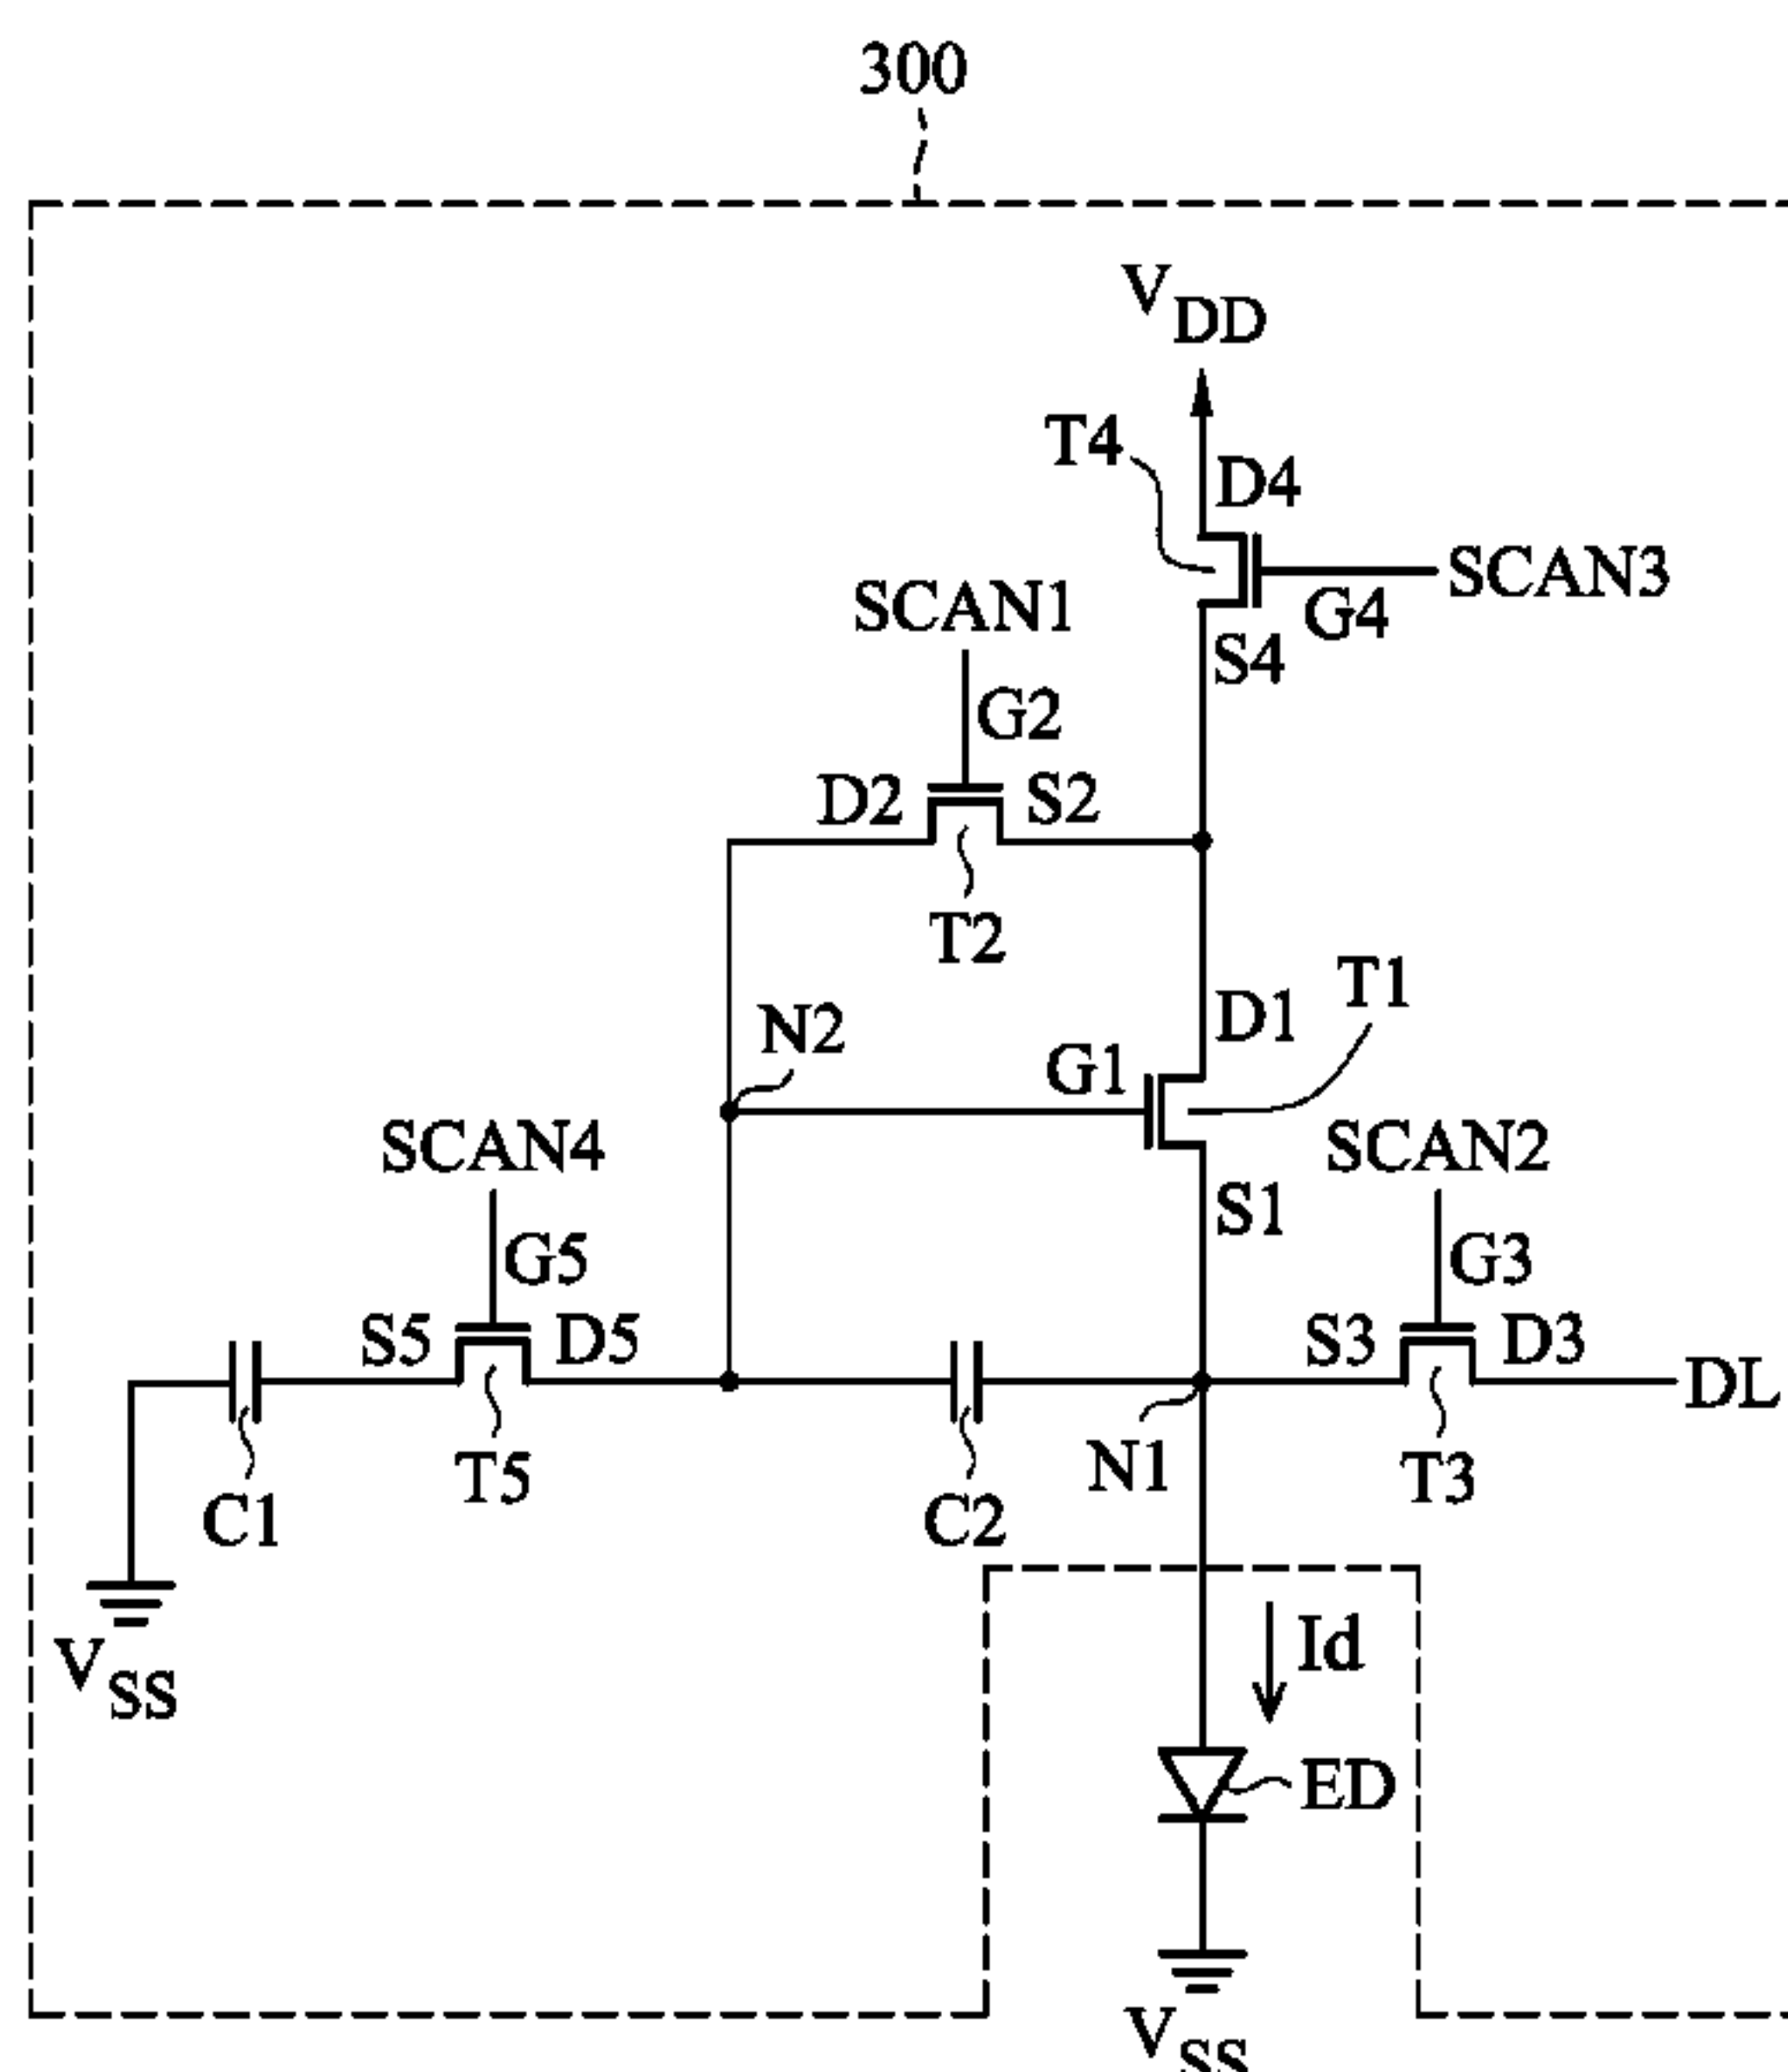 300
VDD
T4
D4
SCAN3
SCAN1
G4
S4
G2
D2
S2
T2
T1
D1
N2
G1
SCAN4
SCAN2
S1
G5
G3
S5
D5
S3
D3
DL
N1
T5
T3
C1
C2
Id
VSS
ED
VSS